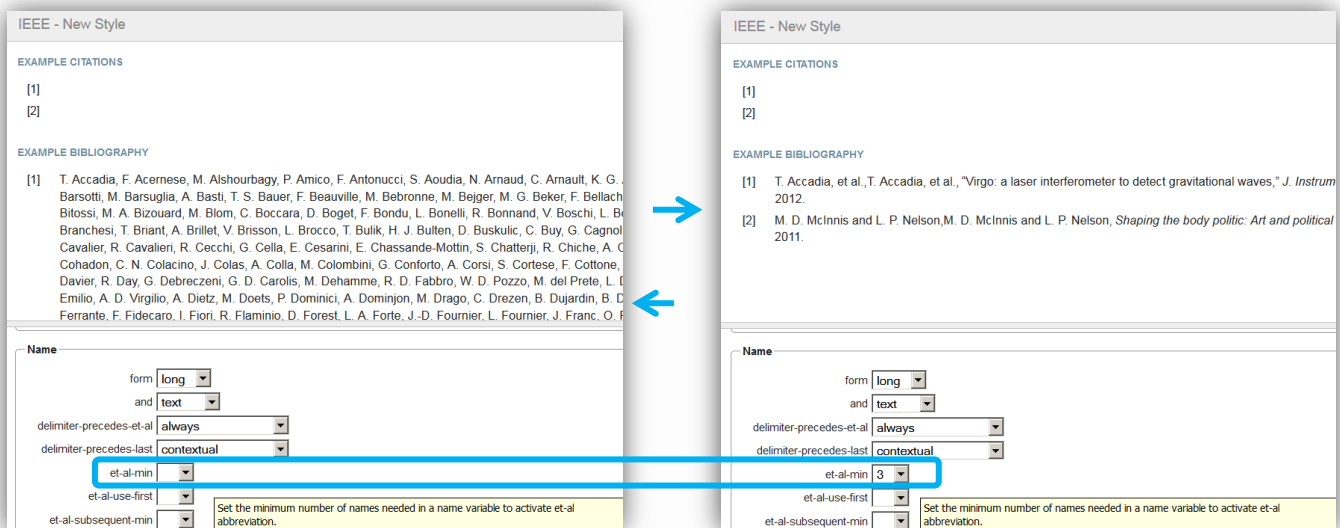 IEEE - New Style
EXAMPLE CITATIONS
[1]
[2]
EXAMPLE BIBLIOGRAPHY
[1] T. Accadia, F. Acernese, M. Alshourbagy, P. Amico, F. Antonucci, S. Aoudia, N. Arnaud, C. Arnault, K. G.
Barsotti, M. Barsuglia, A. Basti, T. S. Bauer, F. Beauville, M. Bebronne, M. Bejger, M. G. Beker, F. Bellach
Bitossi, M. A. Bizouard, M. Blom, C. Boccara, D. Boget, F. Bondu, L. Bonelli, R. Bonnand, V. Boschi, L. B
Branchesi, T. Briant, A. Brillet, V. Brisson, L. Brocco, T. Bulik, H. J. Bulten, D. Buskulic, C. Buy, G. Cagnol
Cavalier, R. Cavalieri, R. Cecchi, G. Cella, E. Cesarini, E. Chassande-Mottin, S. Chatterji, R. Chiche, A. C
Cohadon, C. N. Colacino, J. Colas, A. Colla, M. Colombini, G. Conforto, A. Corsi, S. Cortese, F. Cottone,
Davier, R. Day, G. Debreczeni, G. D. Carolis, M. Dehamme, R. D. Fabbro, W. D. Pozzo, M. del Prete, L.
Emilio, A. D. Virgilio, A. Dietz, M. Doets, P. Dominici, A. Dominjon, M. Drago, C. Drezen, B. Dujardin, B. D
Ferrante, F. Fidecaro, I. Fiori, R. Flaminio, D. Forest, L. A. Forte, J.-D. Fournier, L. Fournier, J. Franc, O.
Name
form long
and text
delimiter-precedes-et-al always
delimiter-precedes-last contextual
et-al-min
et-al-use-first
et-al-subsequent-min
Set the minimum number of names needed in a name variable to activate et-al
abbreviation.
IEEE - New Style
EXAMPLE CITATIONS
[1]
[2]
EXAMPLE BIBLIOGRAPHY
[1] T. Accadia, et al.,T. Accadia, et al., “Virgo: a laser interferometer to detect gravitational waves,” J. Instrum
2012.
[2] M. D. McInnis and L. P. Nelson,M. D. McInnis and L. P. Nelson, Shaping the body politic: Art and political
2011.
Name
form long
and text
delimiter-precedes-et-al always
delimiter-precedes-last contextual
et-al-min 3
et-al-use-first
et-al-subsequent-min
Set the minimum number of names needed in a name variable to activate et-al
abbreviation.